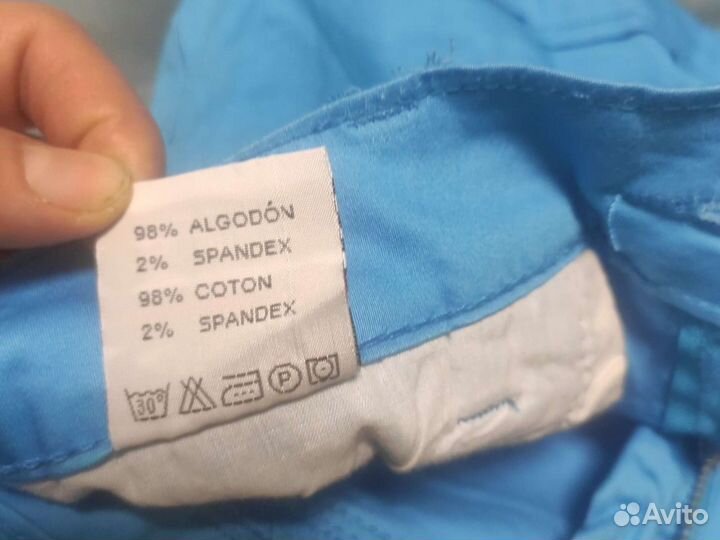 98% ALGODÓN
2% SPANDEX
98% COTON
2% SPANDEX
30° P
Avito